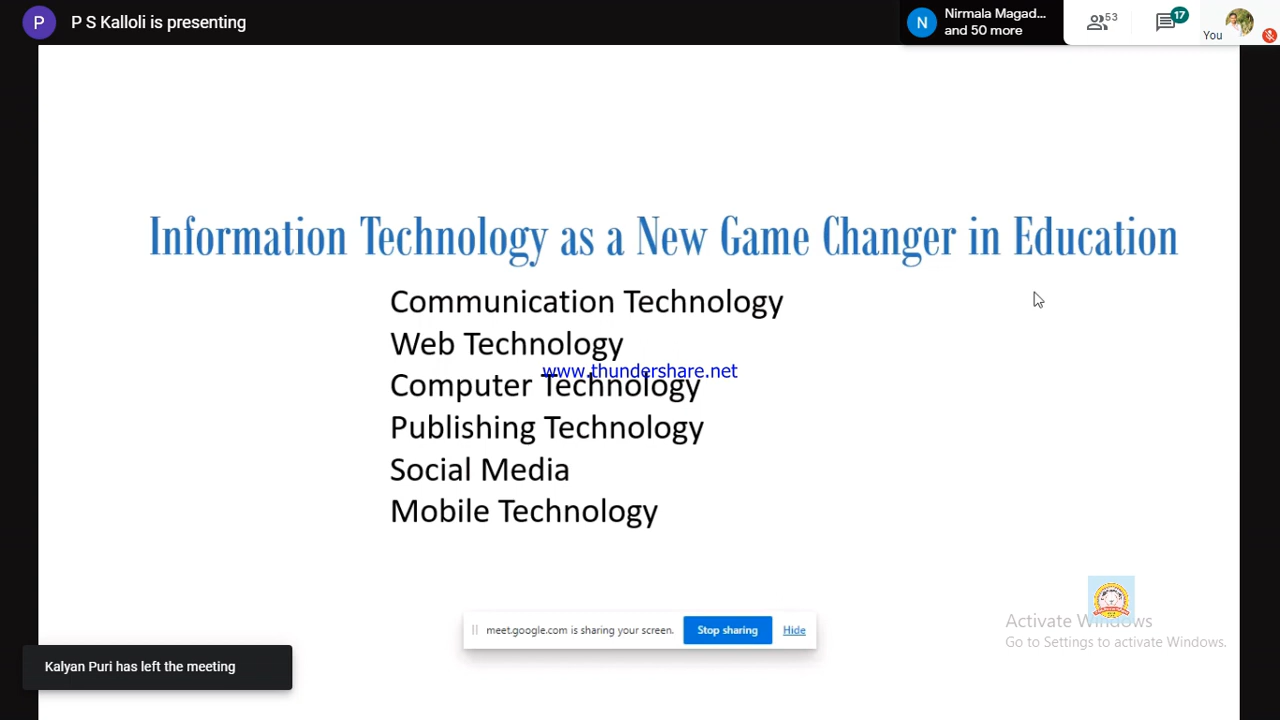 P
P S Kalloli is presenting
N
Nirmala Magad...
and 50 more
53
17
You
Information Technology as a New Game Changer in Education
Communication Technology
Web Technology
www.thundershare.net
Computer Technology
Publishing Technology
Social Media
Mobile Technology
meet.google.com is sharing your screen.
Stop sharing
Hide
Activate Windows
Go to Settings to activate Windows.
Kalyan Puri has left the meeting